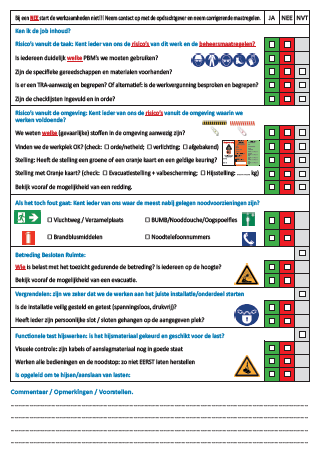 Bij een NEE start de werkzaamheden niet!!! Neem contact op met de opdrachtgever en neem corrigerende maatregelen. JA NEE NVT
Ken ik de job inhoud?
Risico's vanuit de taak: Kent ieder van ons de risico's van dit werk en de beheersmaatregelen?
Is iedereen duidelijk welke PBM's we moeten gebruiken?
Zijn de specifieke gereedschappen en materialen voorhanden?
Is er een TRA-aanwezig en begrepen? Of alternatief: is de werkvergunning besproken en begrepen?
Zijn de checklijsten ingevuld en in orde?
Risico's vanuit de omgeving: Kent ieder van ons de risico's vanuit de omgeving waarin we
werken voldoende?
We weten welke (gevaarlijke) stoffen in de omgeving aanwezig zijn?
Vinden we de werkplek OK? (check: ☐ orde/netheid; ☐ verlichting; ☐ afgebakend)
Stelling: Heeft de stelling een groene of een oranje kaart en een geldige keuring?
Stelling met Oranje kaart? (check: ☐ Evacuatiestelling + valbescherming; ☐ Hijsstelling: ...... kg)
Bekijk vooraf de mogelijkheid van een redding.
Als het toch fout gaat: Kent ieder van ons waar de meest nabij gelegen noodvoorzieningen zijn?
☐ Vluchtweg / Verzamelplaats ☐ BUMB/Nooddouche/Oogspoelfles
☐ Brandblusmiddelen ☐ Noodtelefoonnummers
Betreding Besloten Ruimte:
Wie is belast met het toezicht gedurende de betreding? Is iedereen op de hoogte?
Bekijk vooraf de mogelijkheid van een evacuatie.
Vergrendelen: zijn we zeker dat we de werken aan het juiste installatie/onderdeel starten
Is de installatie veilig gesteld en getest (spanningsloos, drukvrij)?
Heeft ieder zijn persoonlijke slot / sloten gehangen op de aangegeven plek?
Functionele test hijswerken: is het hijsmateriaal gekeurd en geschikt voor de last?
Visuele controle: zijn kabels of aanslagmateriaal nog in goede staat
Werken alle bedieningen en de noodstop: zo niet EERST laten herstellen
Is opgeleid om te hijsen/aanslaan van lasten:
Commentaar / Opmerkingen / Voorstellen.